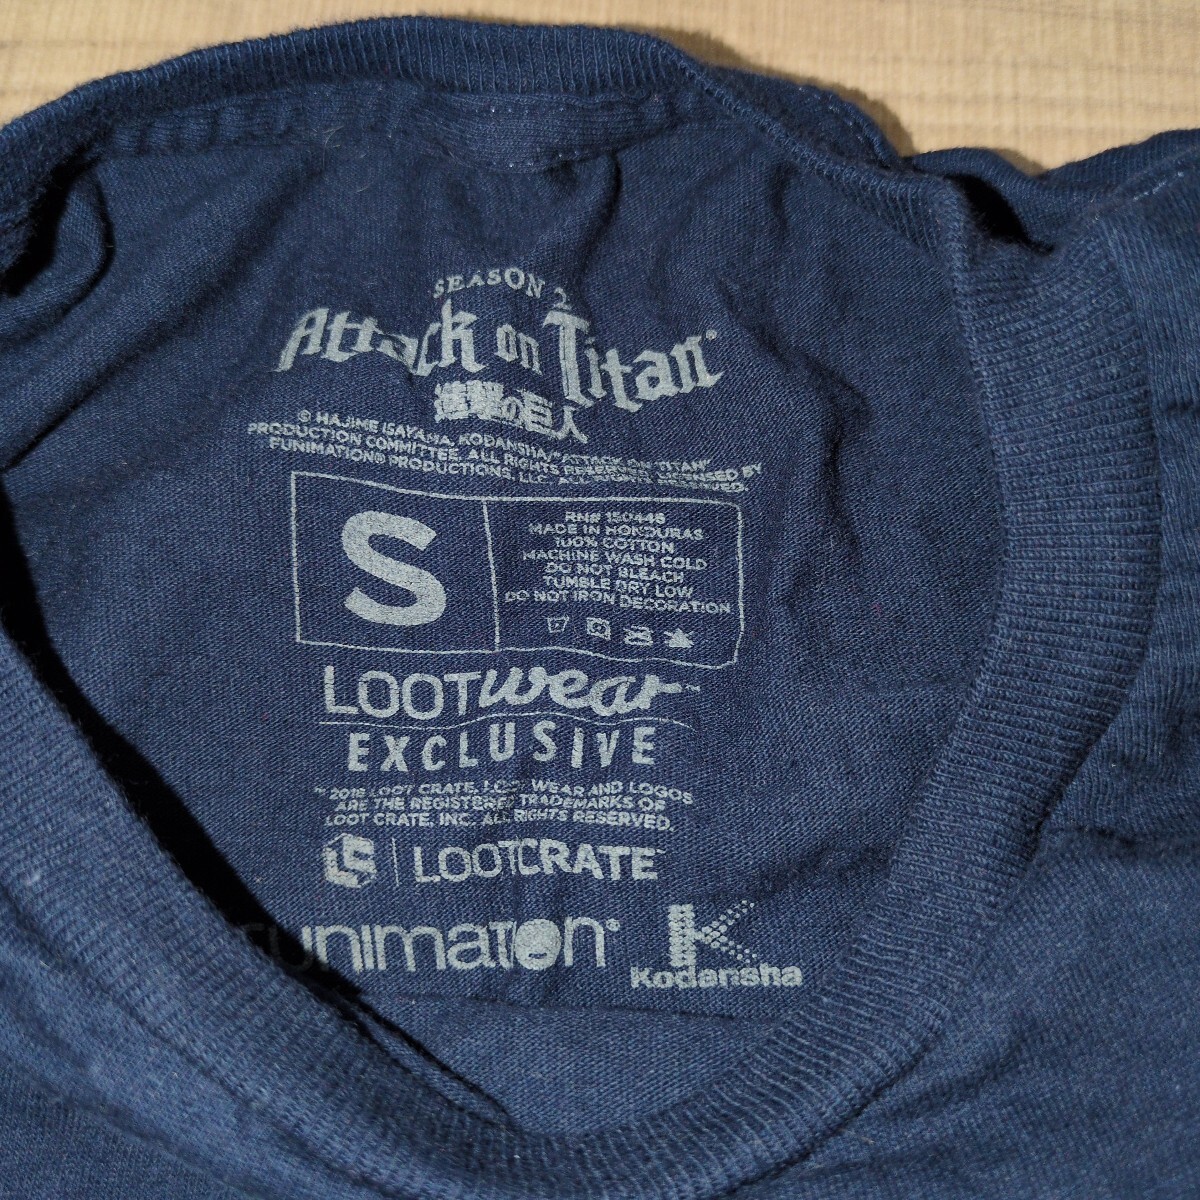 SEASON 2
Attack on Titan®
進撃の巨人
© HAJIME ISAYAMA, KODANSHA/"ATTACK ON TITAN"
PRODUCTION COMMITTEE. ALL RIGHTS RESERVED. LICENSED BY
FUNIMATION® PRODUCTIONS, LLC. ALL RIGHTS RESERVED.
S
RN# 150446
MADE IN HONDURAS
100% COTTON
MACHINE WASH COLD
DO NOT BLEACH
TUMBLE DRY LOW
DO NOT IRON DECORATION
LOOTwear™
EXCLUSIVE
™ 2018 LOOT CRATE, LOOT WEAR AND LOGOS
ARE THE REGISTERED TRADEMARKS OF
LOOT CRATE, INC. ALL RIGHTS RESERVED.
LC | LOOTCRATE
FUNIMATION®
K
Kodansha